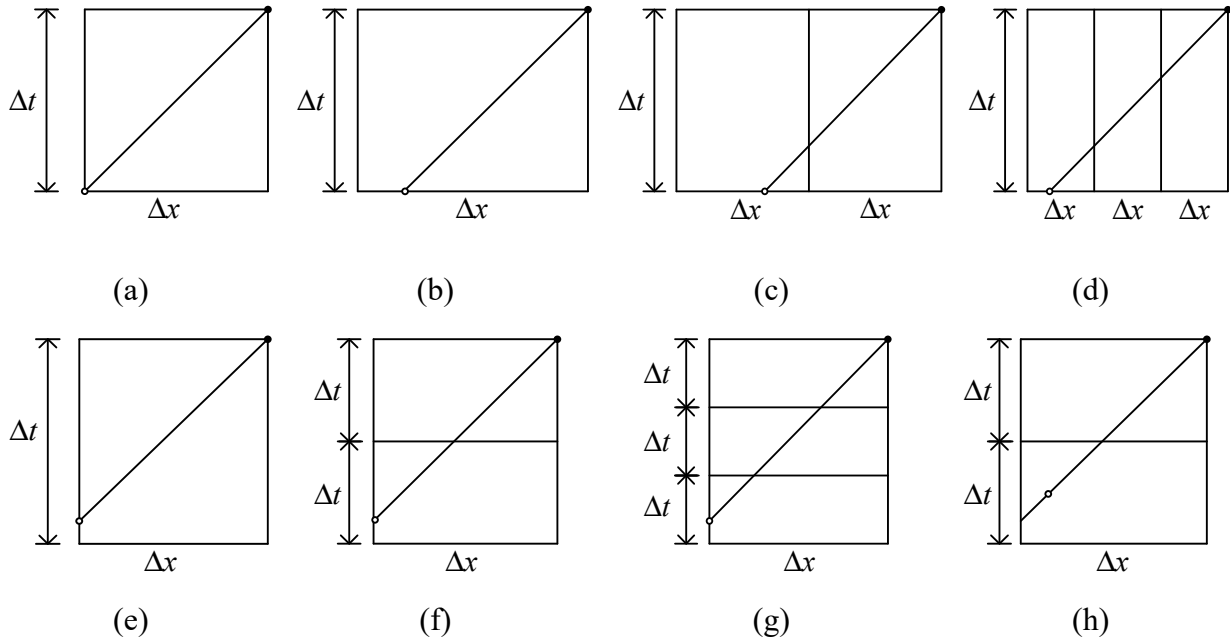 Δt Δt Δt Δt
Δx Δx Δx Δx Δx Δx Δx
(a) (b) (c) (d)
Δt Δt Δt
Δt Δt
Δt Δt Δt
Δx Δx Δx Δx
(e) (f) (g) (h)